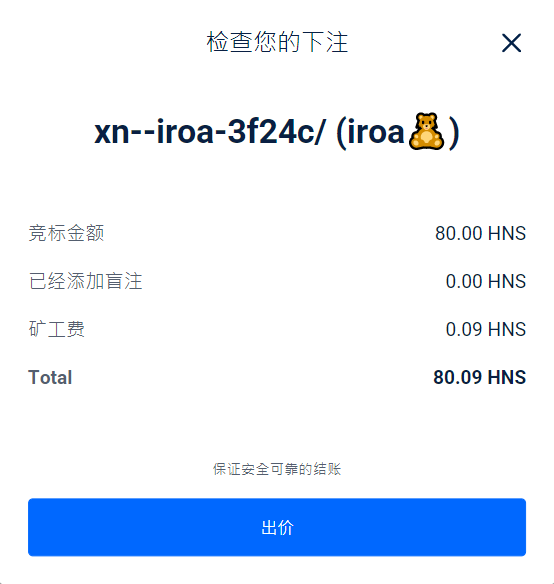 检查您的下注
xn--iroa-3f24c/ (iroa🧸)
竞标金额 80.00 HNS
已经添加盲注 0.00 HNS
矿工费 0.09 HNS
Total 80.09 HNS
保证安全可靠的结账
出价